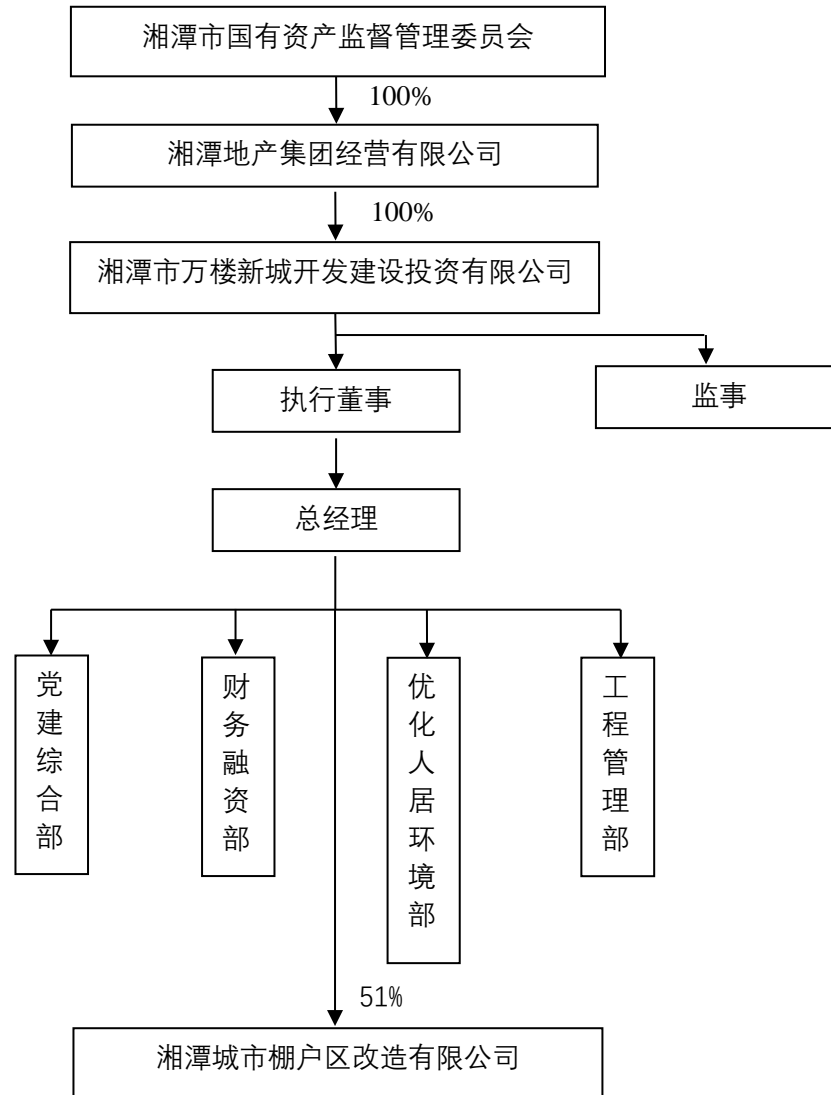 湘潭市国有资产监督管理委员会
100%
湘潭地产集团经营有限公司
100%
湘潭市万楼新城开发建设投资有限公司
执行董事
监事
总经理
党建综合部
财务融资部
优化人居环境部
工程管理部
51%
湘潭城市棚户区改造有限公司